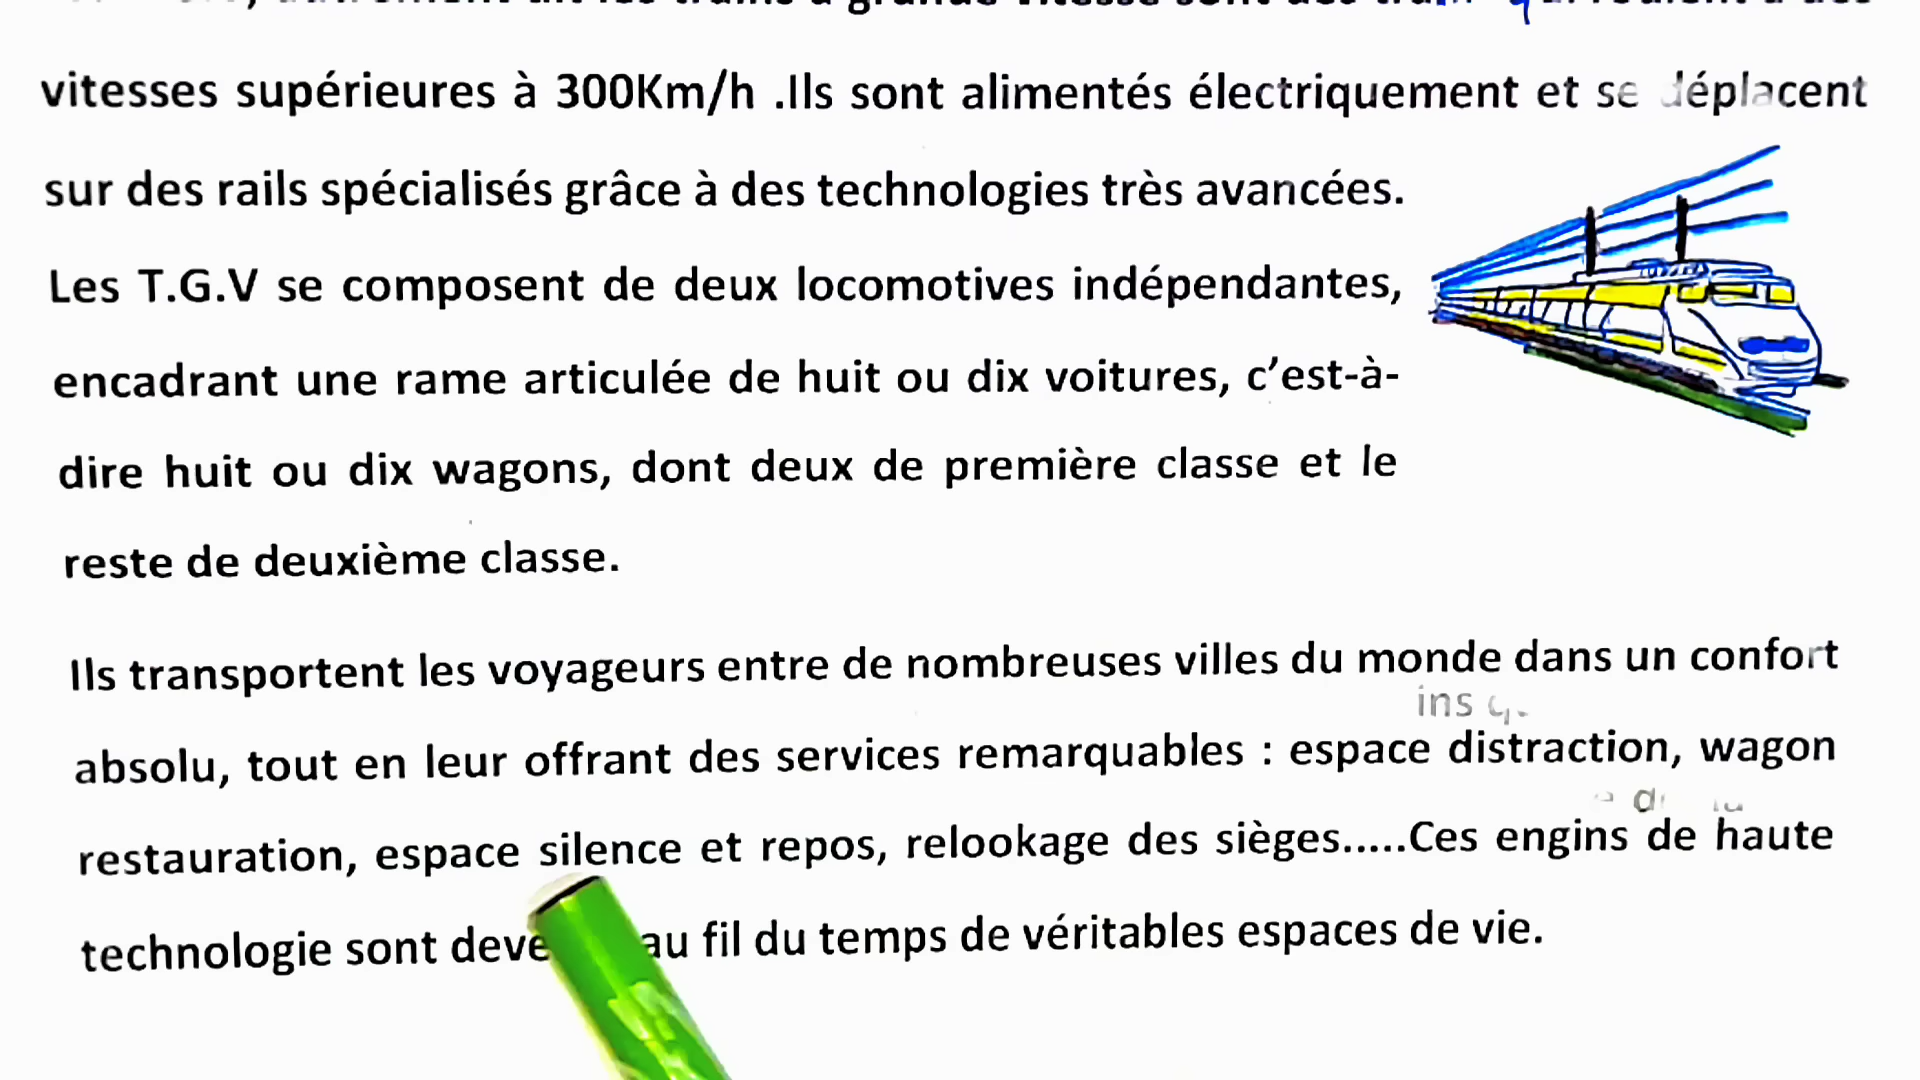 vitesses supérieures à 300Km/h .Ils sont alimentés électriquement et se déplacent
sur des rails spécialisés grâce à des technologies très avancées.
Les T.G.V se composent de deux locomotives indépendantes,
encadrant une rame articulée de huit ou dix voitures, c’est-à-
dire huit ou dix wagons, dont deux de première classe et le
reste de deuxième classe.
Ils transportent les voyageurs entre de nombreuses villes du monde dans un confort
absolu, tout en leur offrant des services remarquables : espace distraction, wagon
restauration, espace silence et repos, relookage des sièges.....Ces engins de haute
technologie sont au fil du temps de véritables espaces de vie.